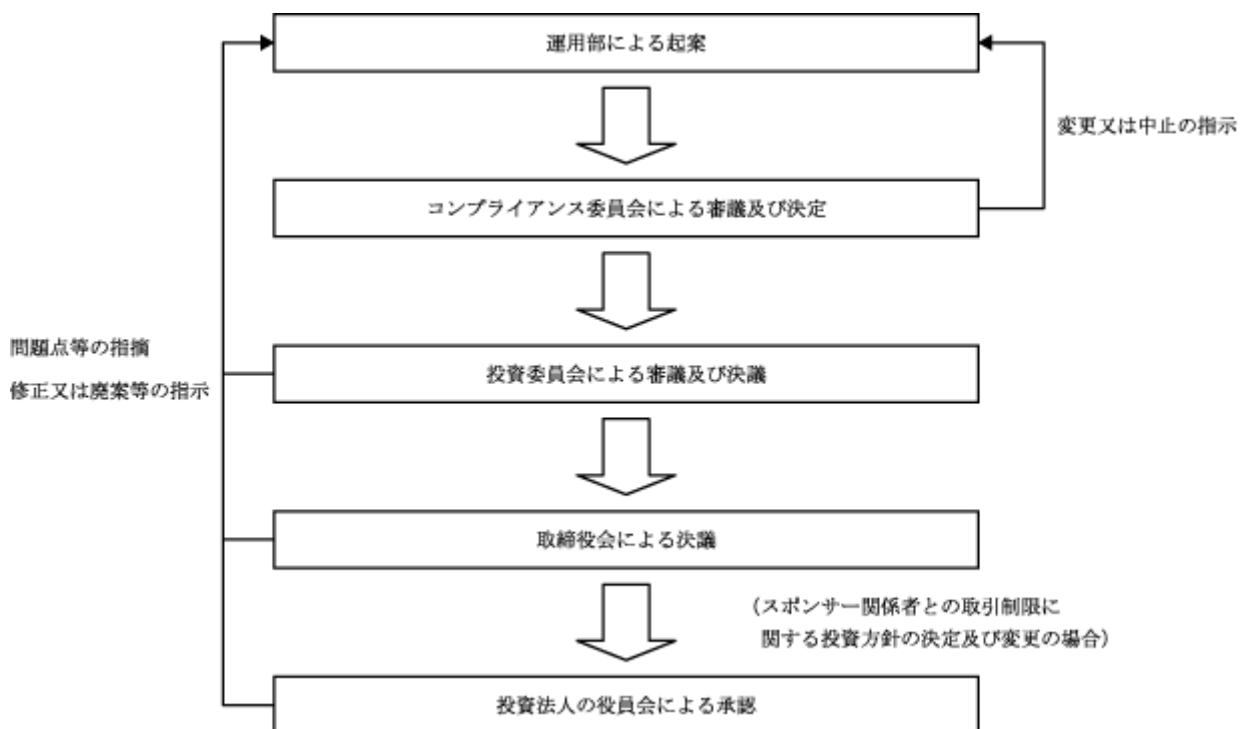 運用部による起案
変更又は中止の指示
コンプライアンス委員会による審議及び決定
問題点等の指摘
修正又は廃案等の指示
投資委員会による審議及び決議
取締役会による決議
（スポンサー関係者との取引制限に
関する投資方針の決定及び変更の場合）
投資法人の役員会による承認